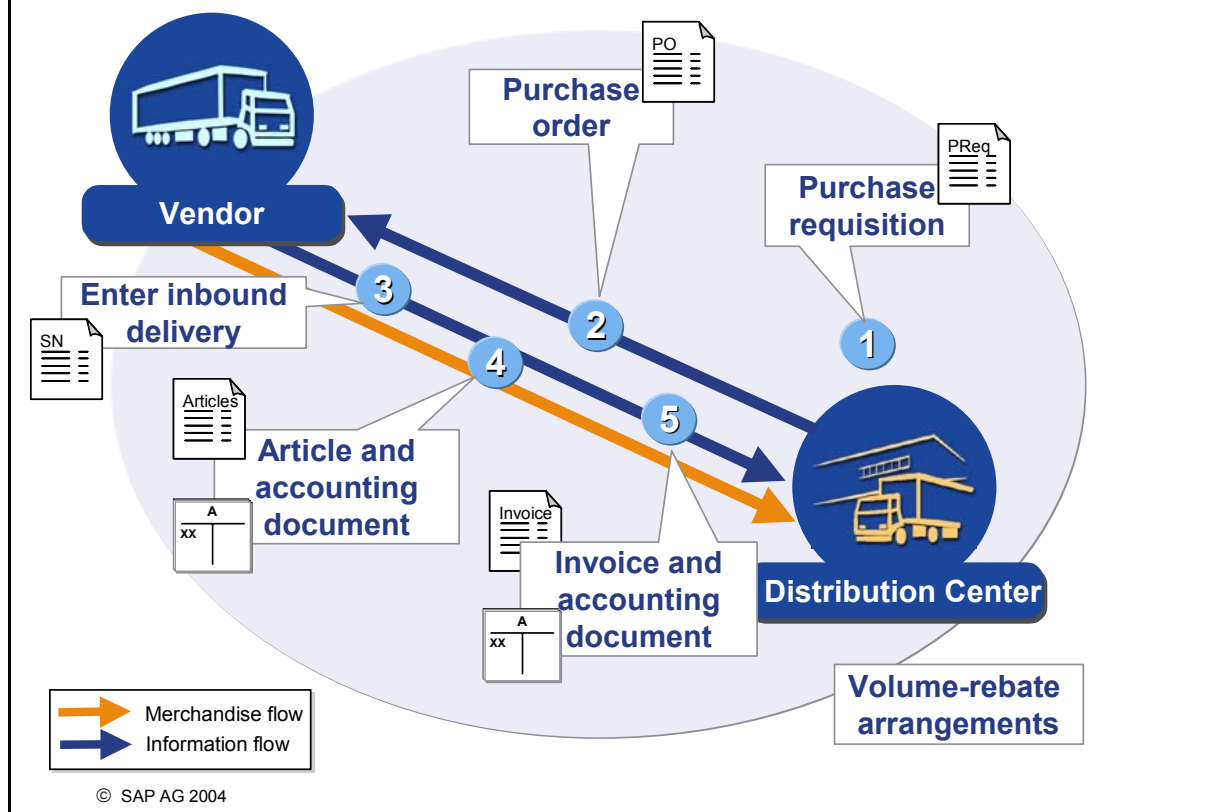 PO
Purchase
order
PReq
Purchase
requisition
Vendor
3
2
1
Enter inbound
delivery
SN
4
5
Articles
Article and
accounting
document
A
xx
Invoice
Invoice and
accounting
document
A
xx
Distribution Center
Volume-rebate
arrangements
Merchandise flow
Information flow
© SAP AG 2004